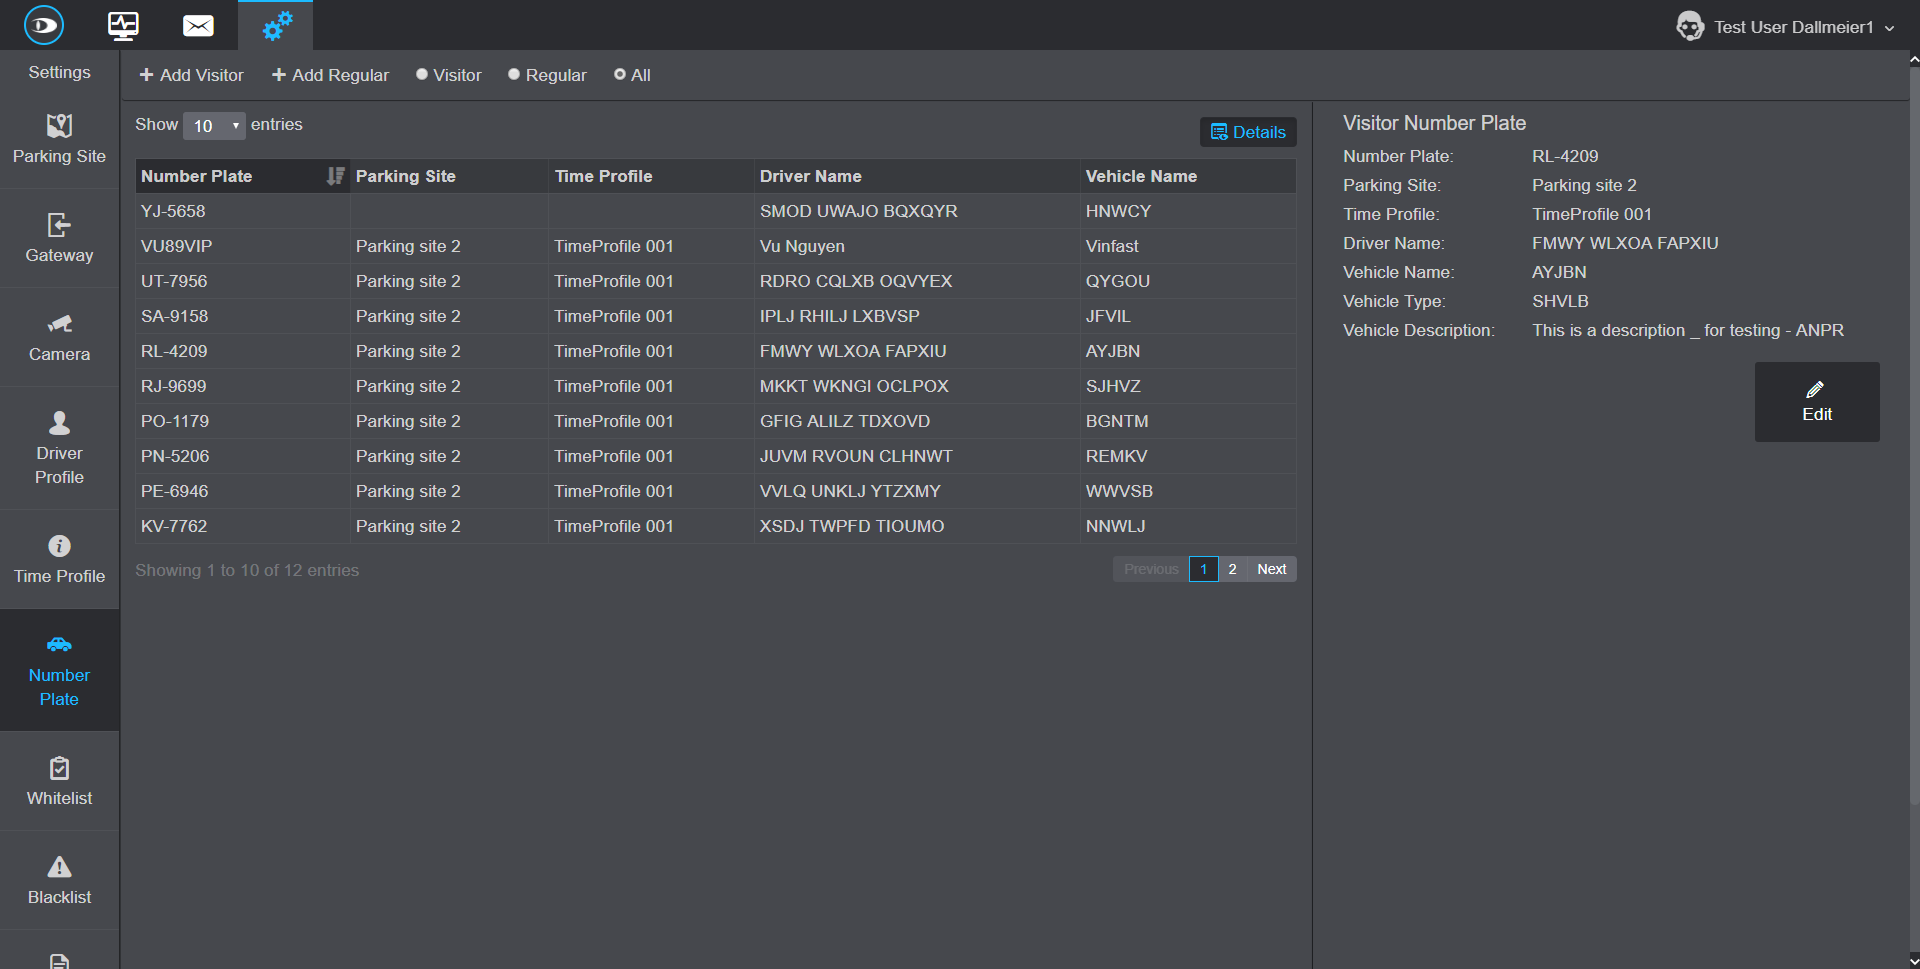 Test User Dallmeier1
Settings
Parking Site
Gateway
Camera
Driver
Profile
Time Profile
Number
Plate
Whitelist
Blacklist
Add Visitor Add Regular Visitor Regular All
Show 10 entries
Details
Number Plate Parking Site Time Profile Driver Name Vehicle Name
YJ-5658 SMOD UWAJO BQXQYR HNWCY
VU89VIP Parking site 2 TimeProfile 001 Vu Nguyen Vinfast
UT-7956 Parking site 2 TimeProfile 001 RDRO CQLXB OQVYEX QYGOU
SA-9158 Parking site 2 TimeProfile 001 IPLJ RHILJ LXBVSP JFVIL
RL-4209 Parking site 2 TimeProfile 001 FMWY WLXOA FAPXIU AYJBN
RJ-9699 Parking site 2 TimeProfile 001 MKKT WKNGI OCLPOX SJHVZ
PO-1179 Parking site 2 TimeProfile 001 GFIG ALILZ TDXOVD BGNTM
PN-5206 Parking site 2 TimeProfile 001 JUVM RVOUN CLHNWT REMKV
PE-6946 Parking site 2 TimeProfile 001 VVLQ UNKLJ YTZXMY WWVSB
KV-7762 Parking site 2 TimeProfile 001 XSDJ TWPFD TIOUMO NNWLJ
Showing 1 to 10 of 12 entries
Previous 1 2 Next
Visitor Number Plate
Number Plate: RL-4209
Parking Site: Parking site 2
Time Profile: TimeProfile 001
Driver Name: FMWY WLXOA FAPXIU
Vehicle Name: AYJBN
Vehicle Type: SHVLB
Vehicle Description: This is a description _ for testing - ANPR
Edit